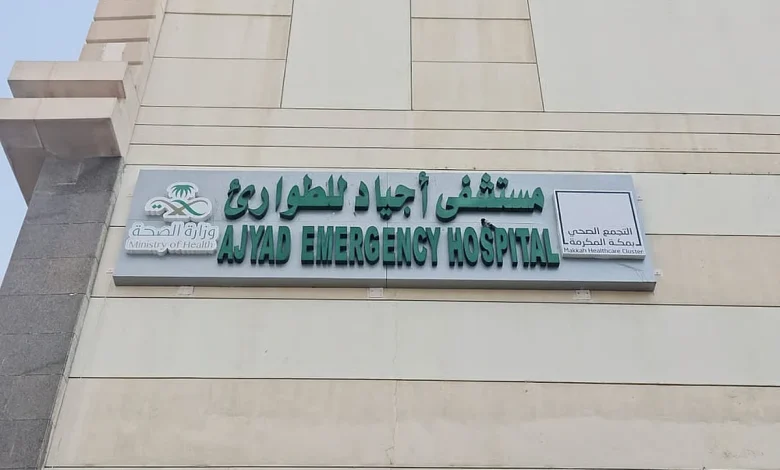 مستشفى أجياد للطوارئ
AJYAD EMERGENCY HOSPITAL
وزارة الصحة
Ministry of Health
التجمع الصحي
بمكة المكرمة
Makkah Healthcare Cluster